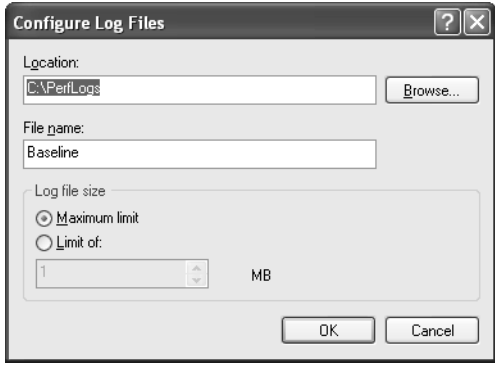 Configure Log Files
Location:
C:\PerfLogs
Browse...
File name:
Baseline
Log file size
Maximum limit
Limit of:
1
MB
OK
Cancel